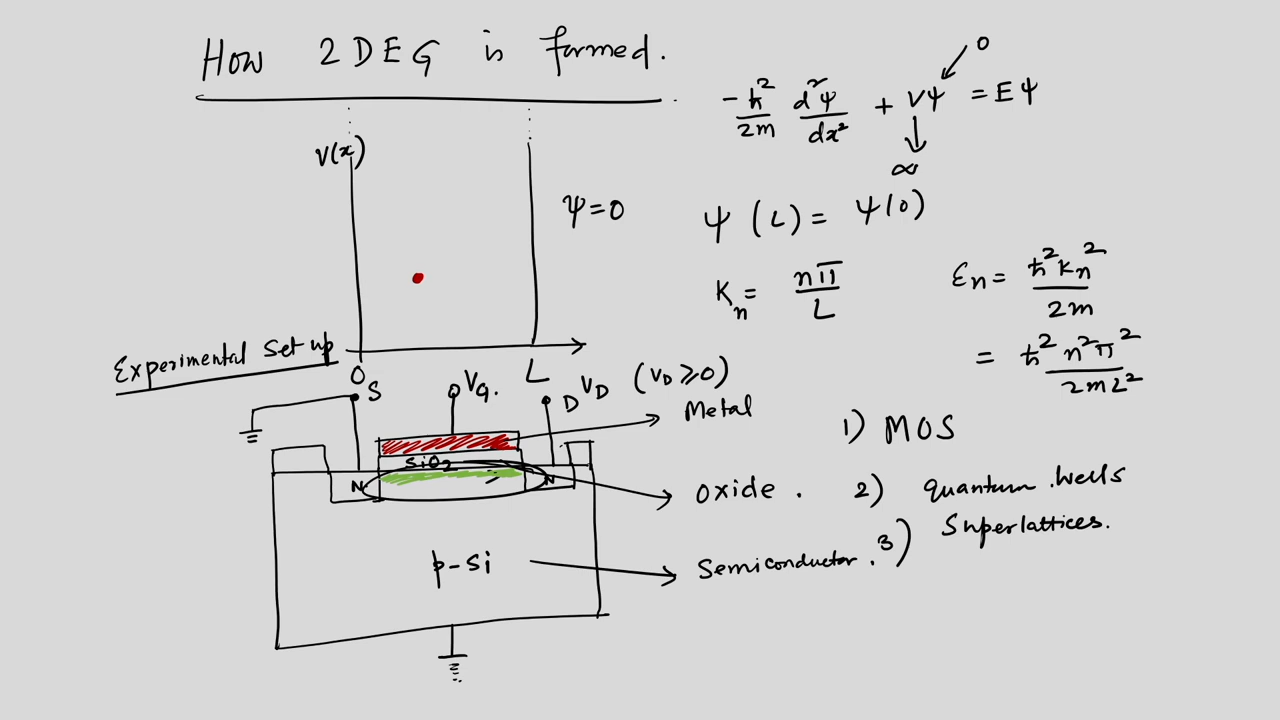 How 2DEG is formed.
-ħ²/2m d²ψ/dx² + Vψ = Eψ
0
∞
V(x)
ψ=0
ψ(L) = ψ(0)
Kn = nπ/L
εn = ħ²kn²/2m
= ħ²n²π²/2mL²
0
L
Experimental Set up
S
VG.
D
VD
(VD ≥0)
Metal
SiO2
N
N
oxide.
p-si
Semiconductor.
1) MOS
2) quantum wells
3) Superlattices.